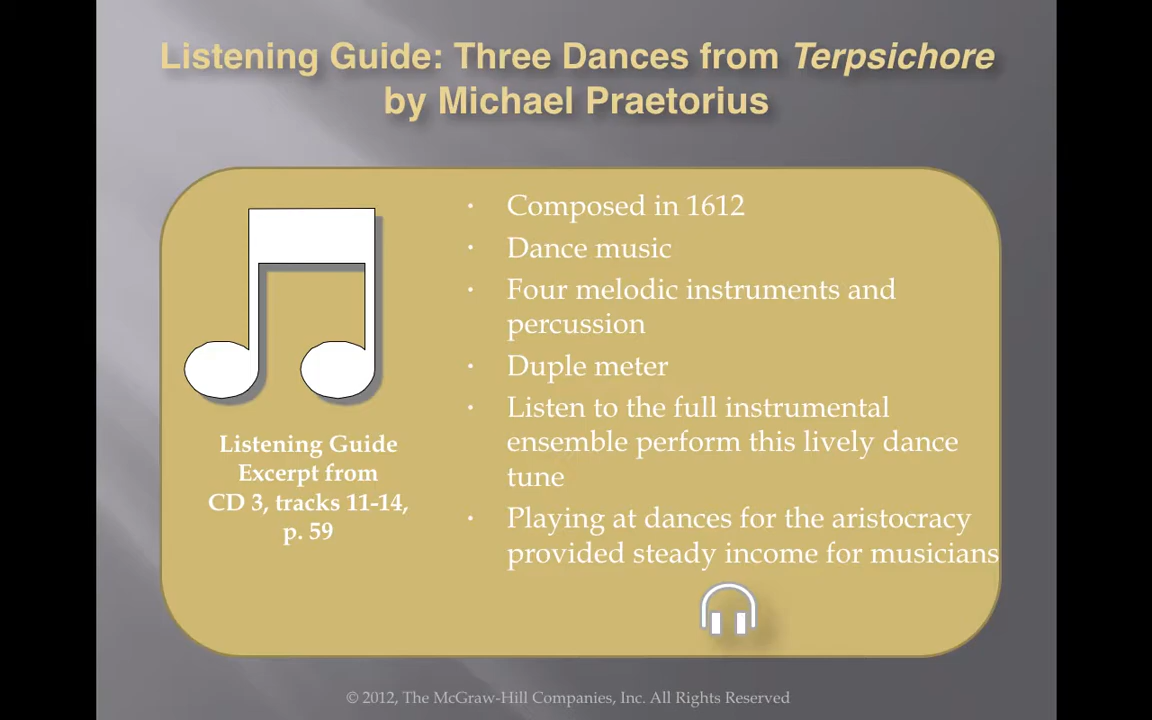 Listening Guide: Three Dances from Terpsichore
by Michael Praetorius
Listening Guide
Excerpt from
CD 3, tracks 11-14,
p. 59
• Composed in 1612
• Dance music
• Four melodic instruments and
percussion
• Duple meter
• Listen to the full instrumental
ensemble perform this lively dance
tune
• Playing at dances for the aristocracy
provided steady income for musicians
© 2012, The McGraw-Hill Companies, Inc. All Rights Reserved